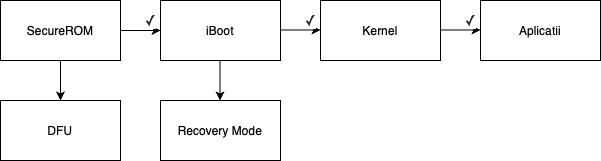 SecureROM
iBoot
Kernel
Aplicatii
DFU
Recovery Mode